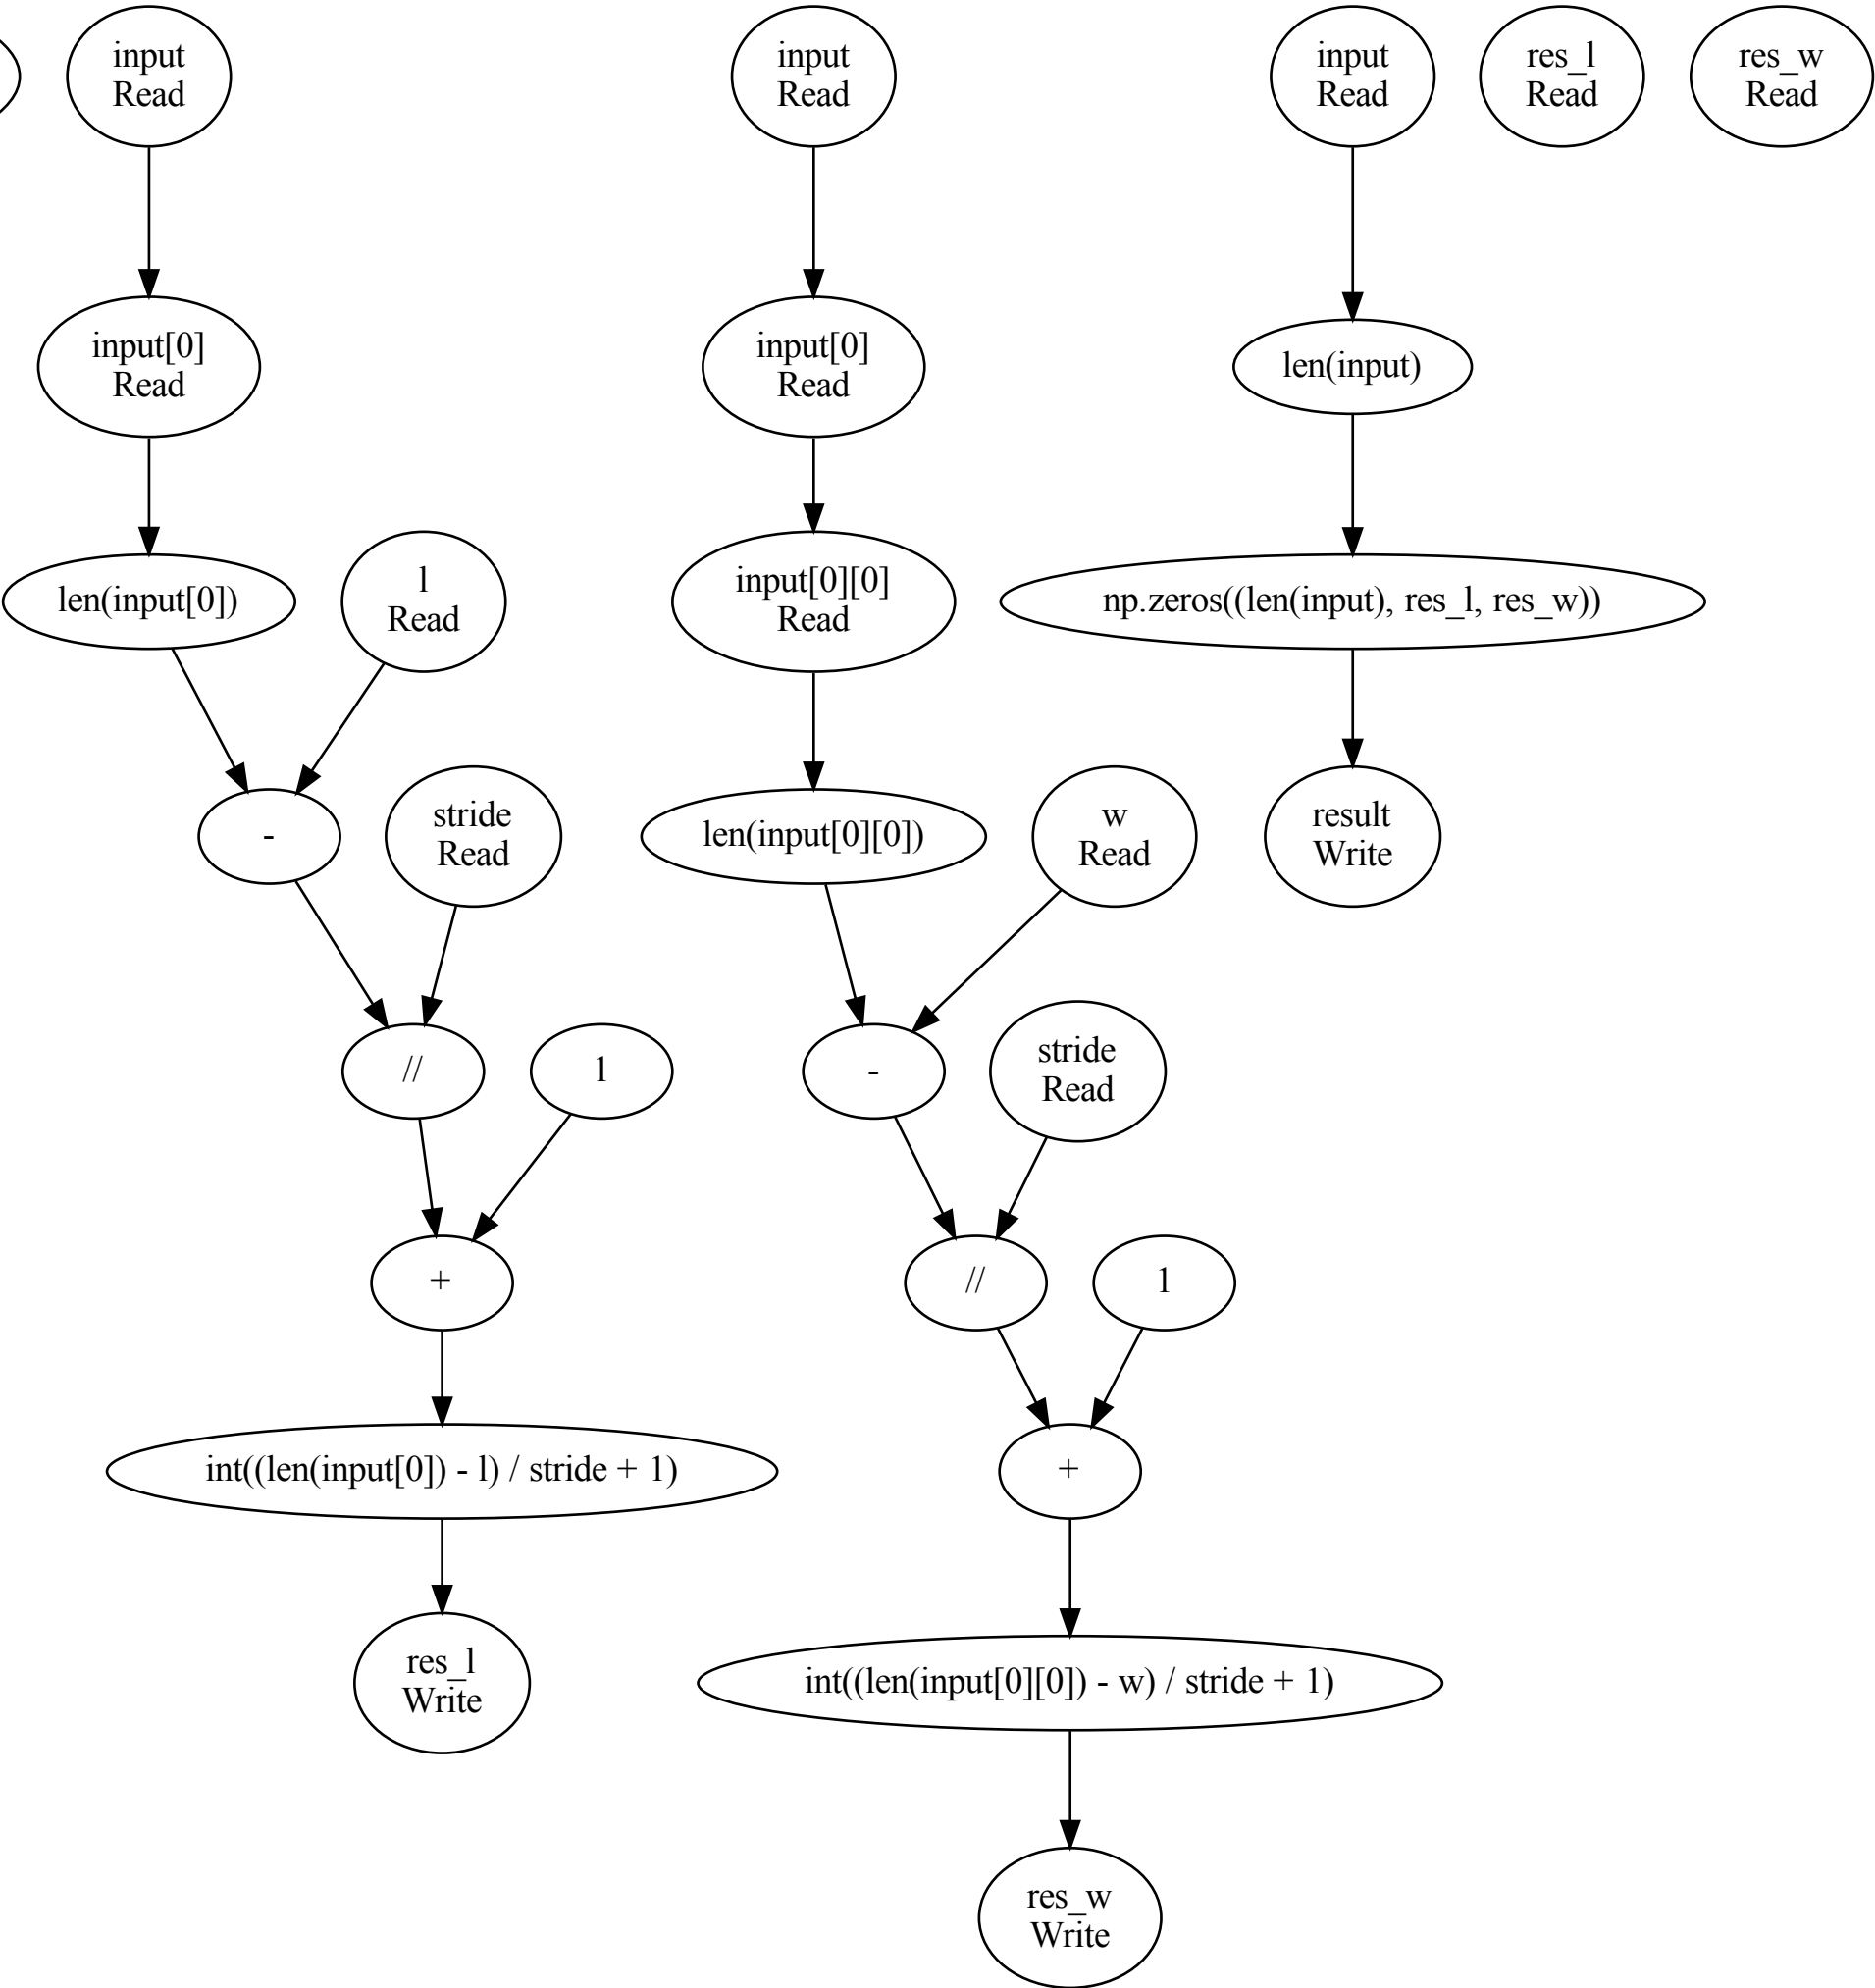 input
Read
input
Read
input
Read
res_l
Read
res_w
Read
input[0]
Read
input[0]
Read
len(input)
len(input[0])
l
Read
input[0][0]
Read
np.zeros((len(input), res_l, res_w))
-
stride
Read
len(input[0][0])
w
Read
result
Write
//
1
-
stride
Read
+
//
1
int((len(input[0]) - l) / stride + 1)
+
res_l
Write
int((len(input[0][0]) - w) / stride + 1)
res_w
Write